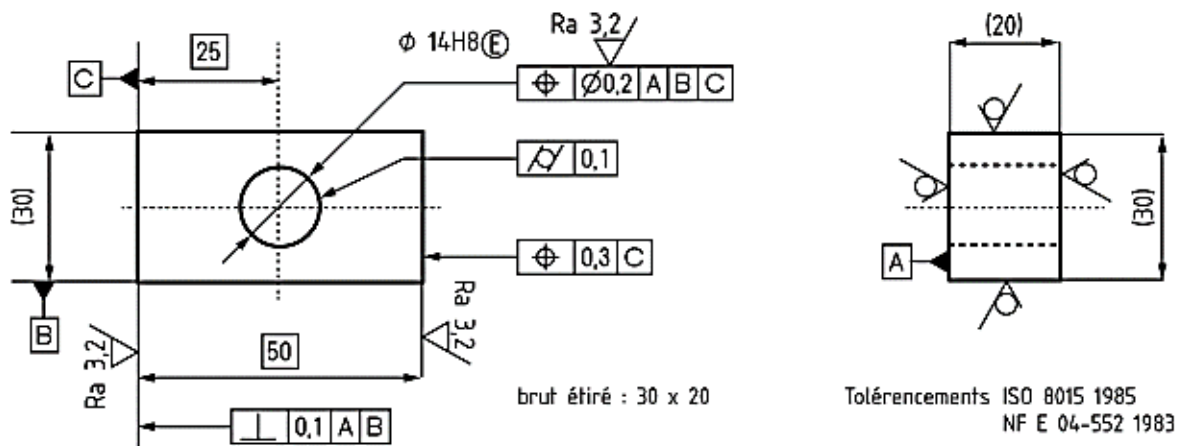 Ra 3,2
(20)
25
ϕ 14H8Ⓔ
C
⌖ ∅0,2 A B C
⌭ 0,1
(30)
(30)
⌖ 0,3 C
A
B
Ra 3,2
Ra 3,2
50
brut étiré : 30 x 20
Tolérencements ISO 8015 1985
NF E 04-552 1983
⟂ 0,1 A B